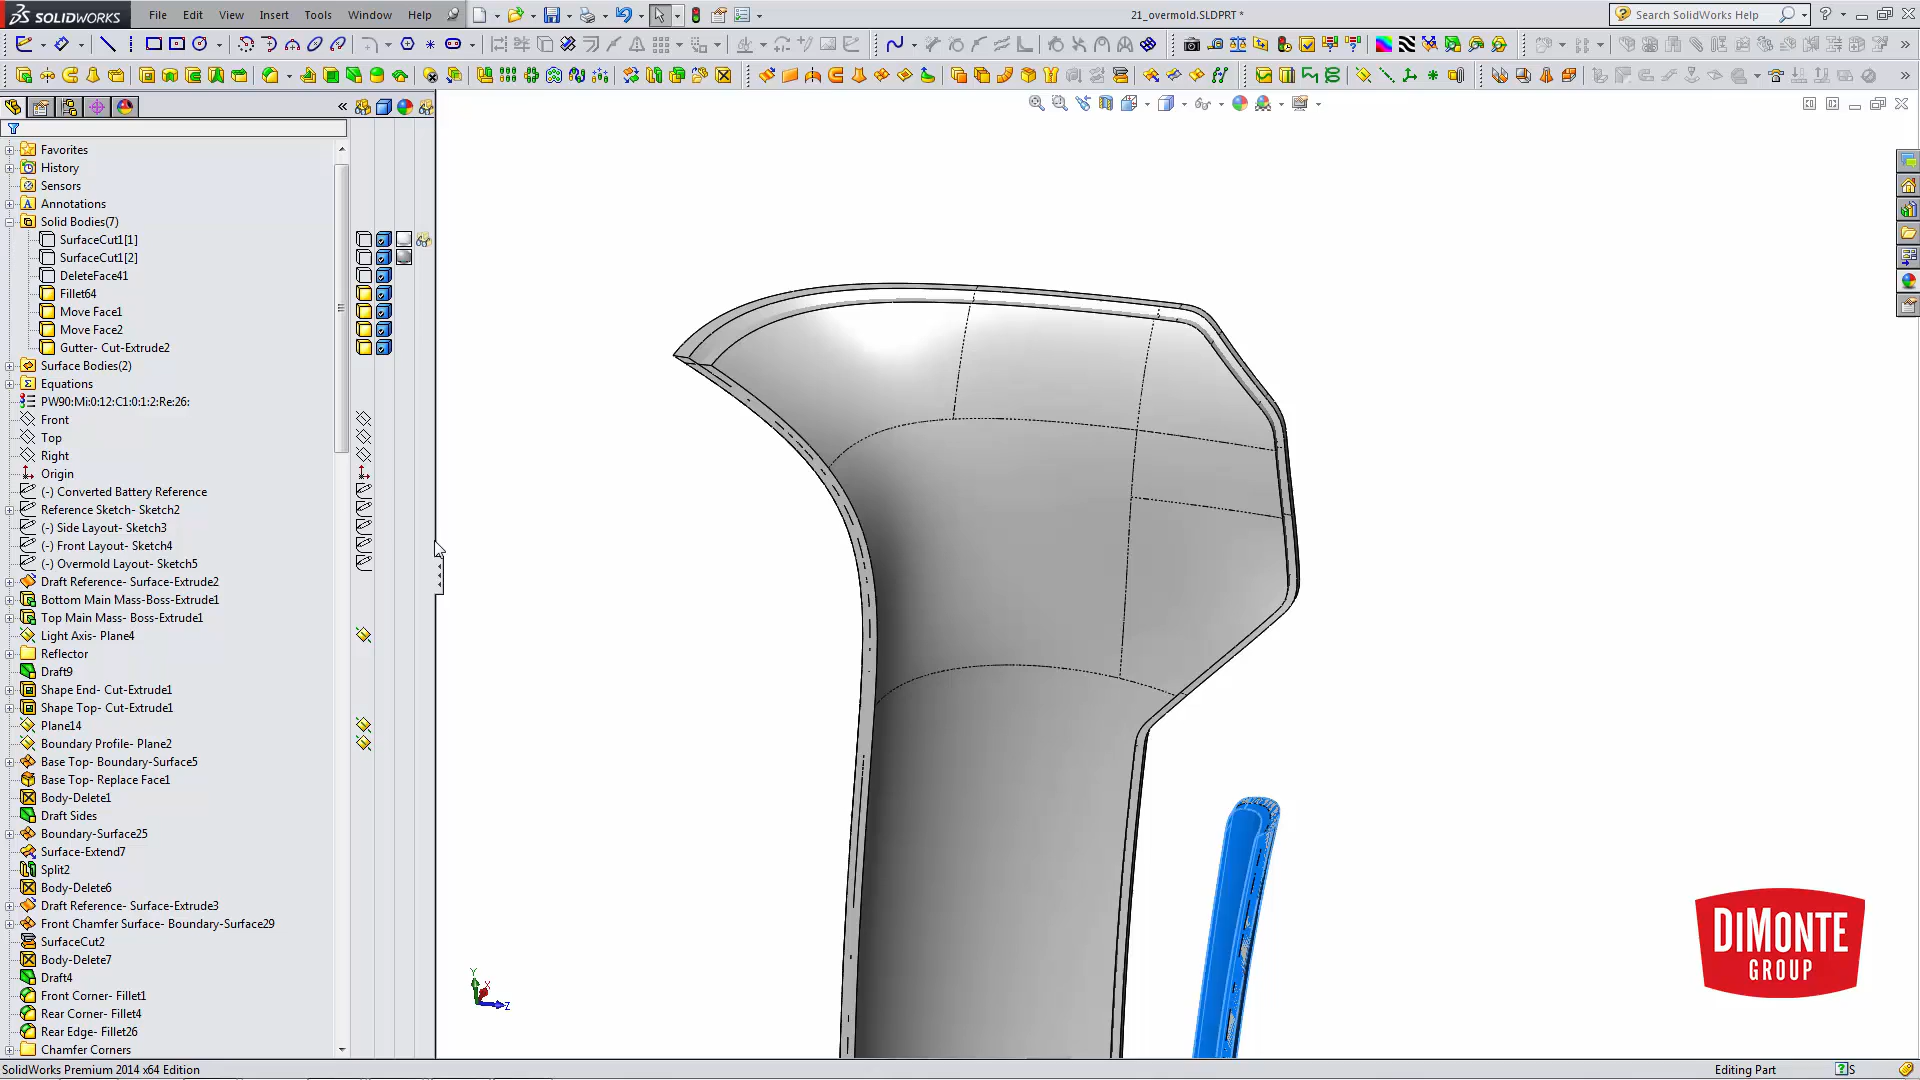 SOLIDWORKS File Edit View Insert Tools Window Help 21_overmold.SLDPRT * Search SolidWorks Help
Favorites
History
Sensors
Annotations
Solid Bodies(7)
SurfaceCut1[1]
SurfaceCut1[2]
DeleteFace41
Fillet64
Move Face1
Move Face2
Gutter- Cut-Extrude2
Surface Bodies(2)
Equations
PW90:Mi:0:12:C1:0:1:2:Re:26:
Front
Top
Right
Origin
(-) Converted Battery Reference
Reference Sketch- Sketch2
(-) Side Layout- Sketch3
(-) Front Layout- Sketch4
(-) Overmold Layout- Sketch5
Draft Reference- Surface-Extrude2
Bottom Main Mass-Boss-Extrude1
Top Main Mass- Boss-Extrude1
Light Axis- Plane4
Reflector
Draft9
Shape End- Cut-Extrude1
Shape Top- Cut-Extrude1
Plane14
Boundary Profile- Plane2
Base Top- Boundary-Surface5
Base Top- Replace Face1
Body-Delete1
Draft Sides
Boundary-Surface25
Surface-Extend7
Split2
Body-Delete6
Draft Reference- Surface-Extrude3
Front Chamfer Surface- Boundary-Surface29
SurfaceCut2
Body-Delete7
Draft4
Front Corner- Fillet1
Rear Corner- Fillet4
Rear Edge- Fillet26
Chamfer Corners
Y
X
Z
DIMONTE
GROUP
SolidWorks Premium 2014 x64 Edition Editing Part